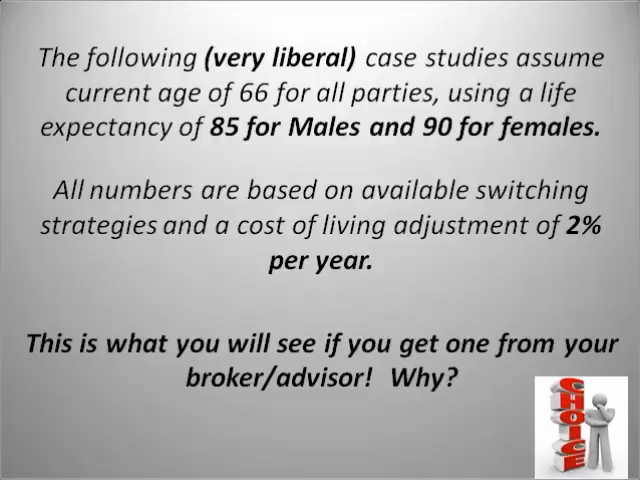 The following (very liberal) case studies assume
current age of 66 for all parties, using a life
expectancy of 85 for Males and 90 for females.
All numbers are based on available switching
strategies and a cost of living adjustment of 2%
per year.
This is what you will see if you get one from your
broker/advisor! Why?
CHOICE